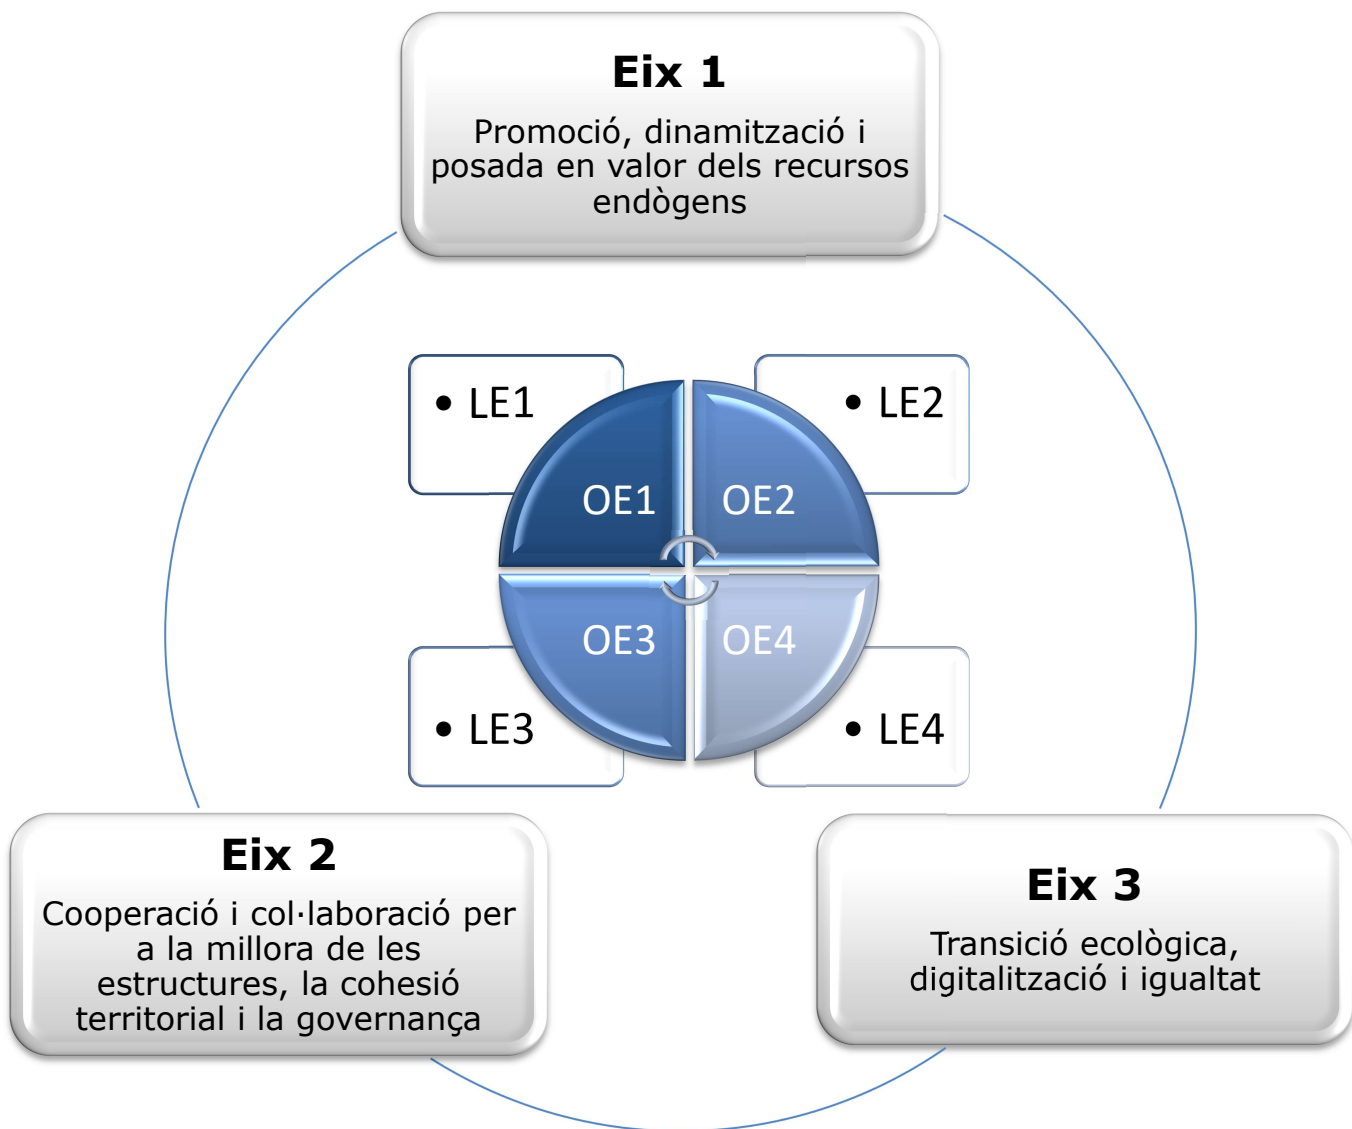 Eix 1
Promoció, dinamització i
posada en valor dels recursos
endògens
• LE1
• LE2
OE1
OE2
OE3
OE4
• LE3
• LE4
Eix 2
Cooperació i col·laboració per
a la millora de les
estructures, la cohesió
territorial i la governança
Eix 3
Transició ecològica,
digitalització i igualtat